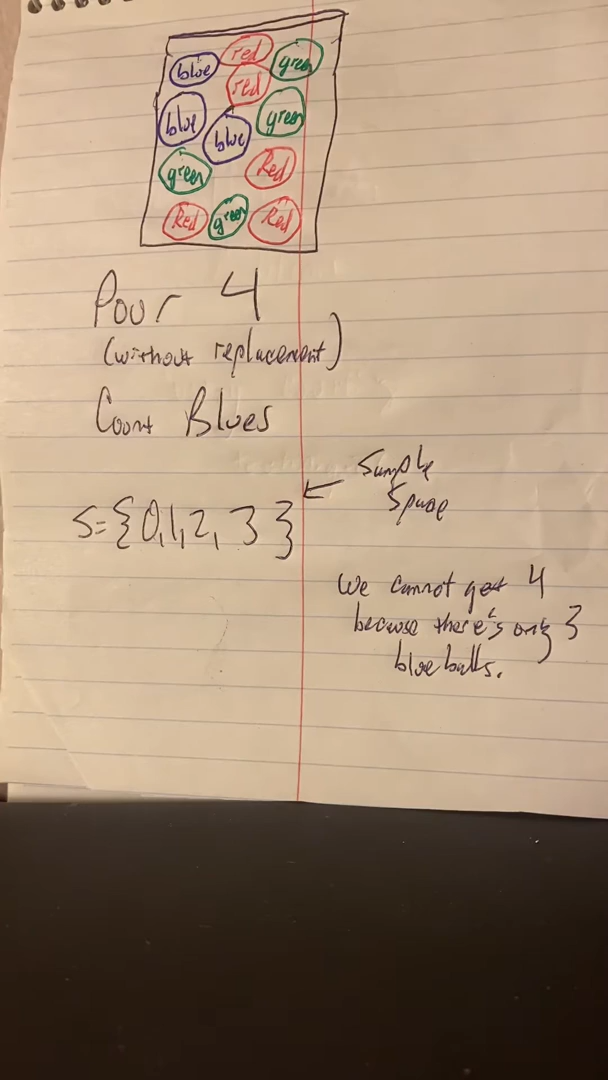 red
blue
green
red
blue
green
blue
green
Red
Red
green
Red
Pour 4
(without replacement)
Count Blues
Sample
Space
S={0,1,2, 3}
We cannot get 4
because there's only 3
blue balls.